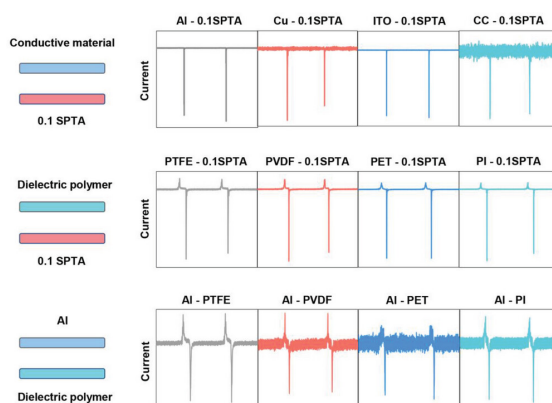 Al - 0.1SPTA Cu - 0.1SPTA ITO - 0.1SPTA CC - 0.1SPTA
Conductive material
0.1 SPTA
Current
PTFE - 0.1SPTA PVDF - 0.1SPTA PET - 0.1SPTA PI - 0.1SPTA
Dielectric polymer
0.1 SPTA
Current
Al - PTFE Al - PVDF Al - PET Al - PI
Al
Dielectric polymer
Current